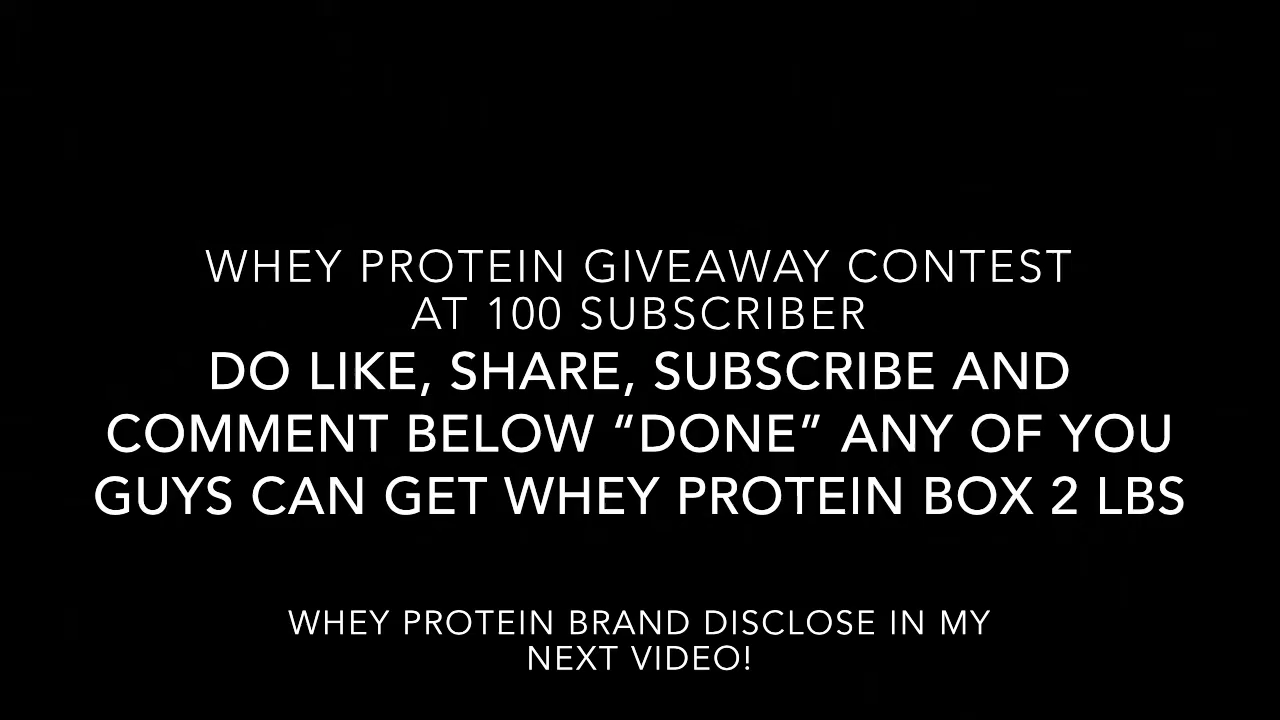 WHEY PROTEIN GIVEAWAY CONTEST
AT 100 SUBSCRIBER
DO LIKE, SHARE, SUBSCRIBE AND
COMMENT BELOW “DONE” ANY OF YOU
GUYS CAN GET WHEY PROTEIN BOX 2 LBS
WHEY PROTEIN BRAND DISCLOSE IN MY
NEXT VIDEO!